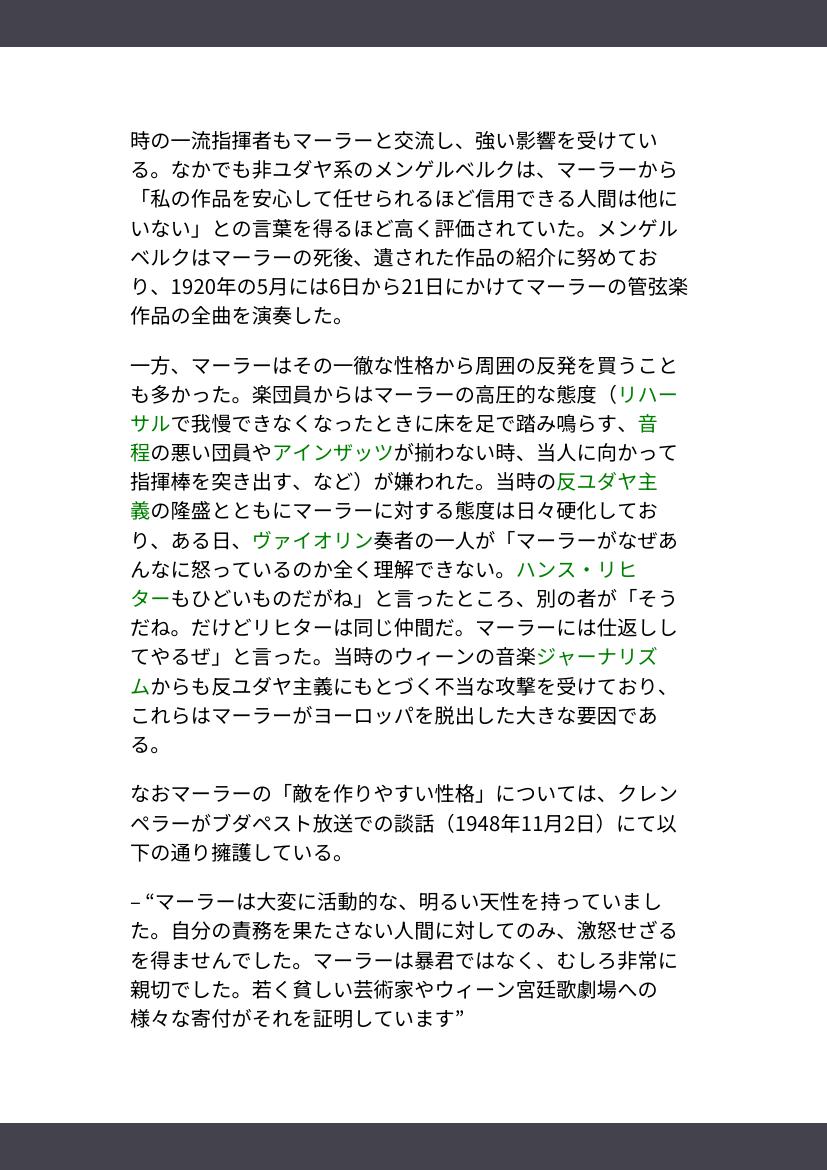 時の一流指揮者もマーラーと交流し、強い影響を受けてい
る。なかでも非ユダヤ系のメンゲルベルクは、マーラーから
「私の作品を安心して任せられるほど信用できる人間は他に
いない」との言葉を得るほど高く評価されていた。メンゲル
ベルクはマーラーの死後、遺された作品の紹介に努めてお
り、1920年の5月には6日から21日にかけてマーラーの管弦楽
作品の全曲を演奏した。
一方、マーラーはその一徹な性格から周囲の反発を買うこと
も多かった。楽団員からはマーラーの高圧的な態度（リハー
サルで我慢できなくなったときに床を足で踏み鳴らす、音
程の悪い団員やアインザッツが揃わない時、当人に向かって
指揮棒を突き出す、など）が嫌われた。当時の反ユダヤ主
義の隆盛とともにマーラーに対する態度は日々硬化してお
り、ある日、ヴァイオリン奏者の一人が「マーラーがなぜあ
んなに怒っているのか全く理解できない。ハンス・リヒ
ターもひどいものだがね」と言ったところ、別の者が「そう
だね。だけどリヒターは同じ仲間だ。マーラーには仕返しし
てやるぜ」と言った。当時のウィーンの音楽ジャーナリズ
ムからも反ユダヤ主義にもとづく不当な攻撃を受けており、
これらはマーラーがヨーロッパを脱出した大きな要因であ
る。
なおマーラーの「敵を作りやすい性格」については、クレン
ペラーがブダペスト放送での談話（1948年11月2日）にて以
下の通り擁護している。
– “マーラーは大変に活動的な、明るい天性を持っていまし
た。自分の責務を果たさない人間に対してのみ、激怒せざる
を得ませんでした。マーラーは暴君ではなく、むしろ非常に
親切でした。若く貧しい芸術家やウィーン宮廷歌劇場への
様々な寄付がそれを証明しています”